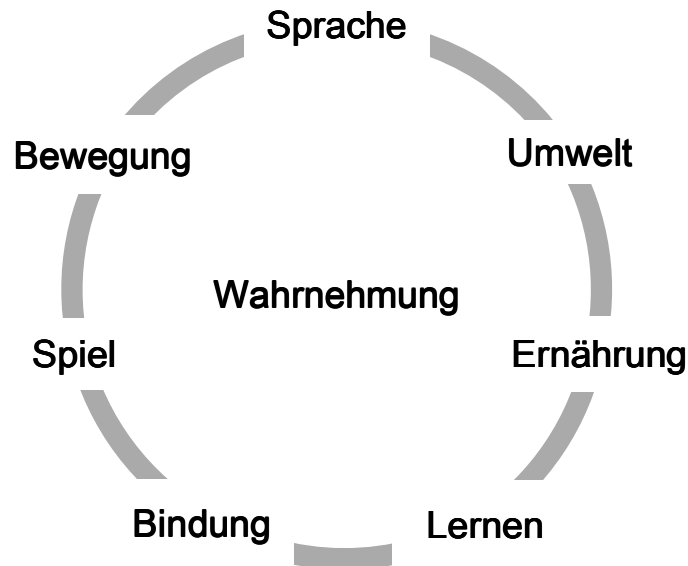 Sprache
Bewegung
Umwelt
Wahrnehmung
Spiel
Ernährung
Bindung
Lernen